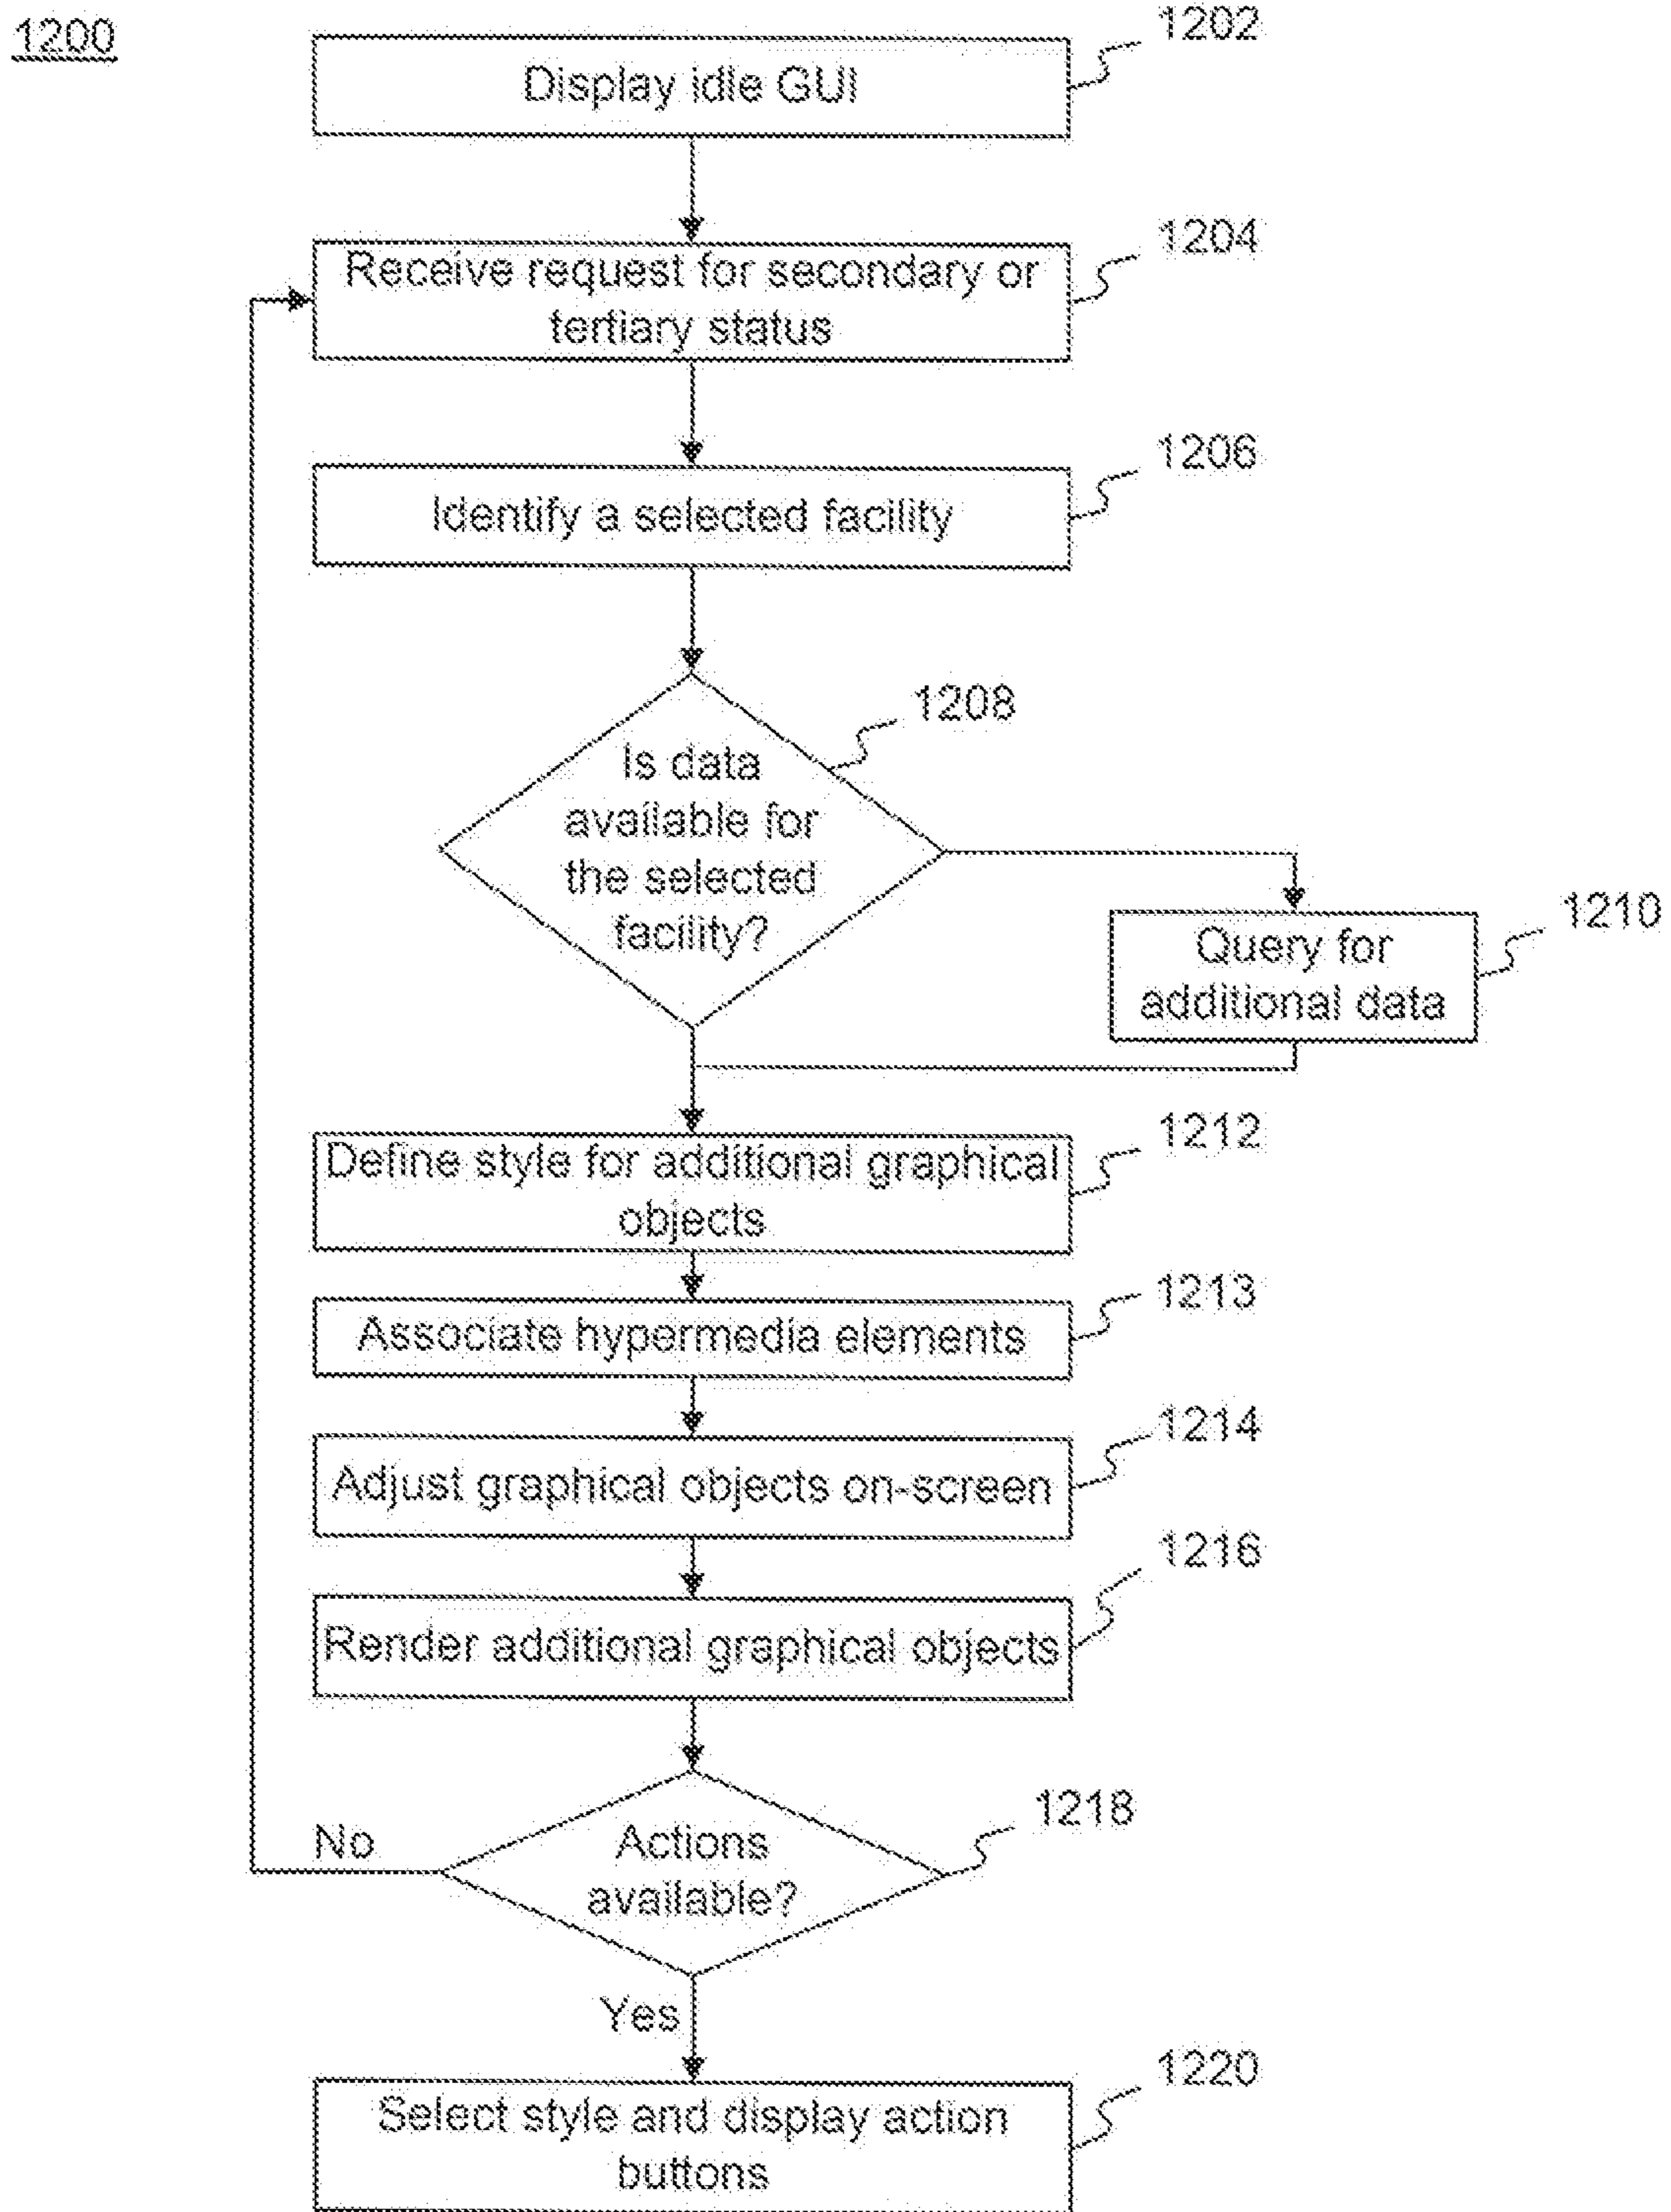 1200
1202
Display idle GUI
1204
Receive request for secondary or
tertiary status
1206
Identify a selected facility
1208
Is data
available for
the selected
facility?
1210
Query for
additional data
1212
Define style for additional graphical
objects
1213
Associate hypermedia elements
1214
Adjust graphical objects on-screen
1216
Render additional graphical objects
1218
No
Actions
available?
Yes
1220
Select style and display action
buttons